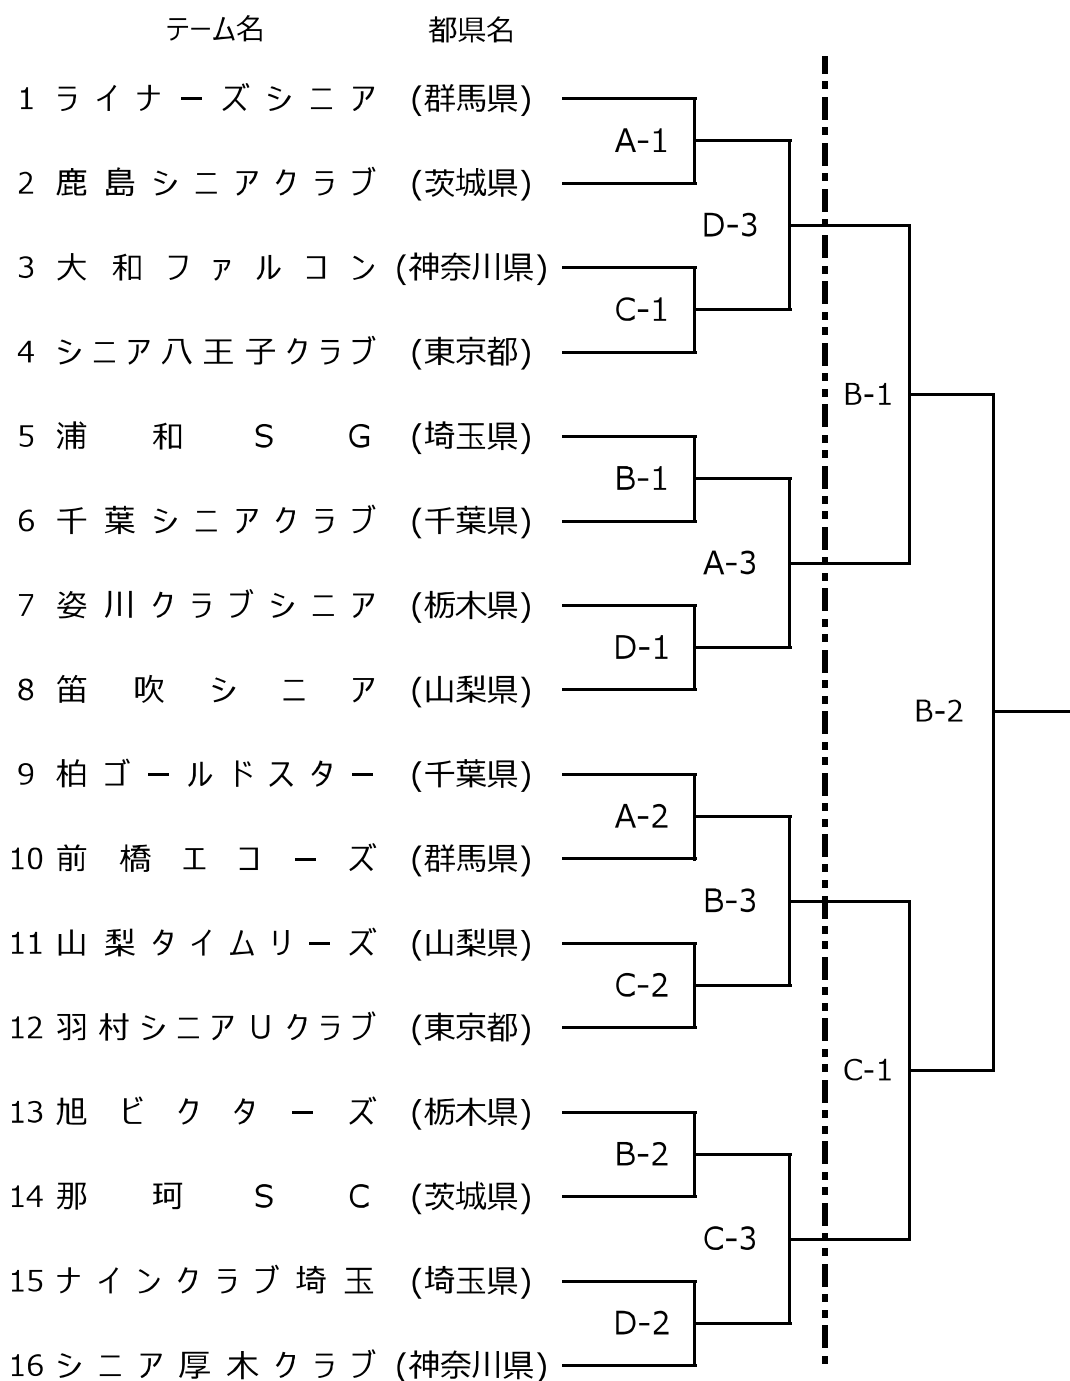 テーム名 都県名
1 ライナーズシニア (群馬県)
A-1
2 鹿島シニアクラブ (茨城県)
D-3
3 大和ファルコン (神奈川県)
C-1
4 シニア八王子クラブ (東京都)
B-1
5 浦和SG (埼玉県)
B-1
6 千葉シニアクラブ (千葉県)
A-3
7 姿川クラブシニア (栃木県)
D-1
8 笛吹シニア (山梨県)
B-2
9 柏ゴールドスター (千葉県)
A-2
10 前橋エコーズ (群馬県)
B-3
11 山梨タイムリーズ (山梨県)
C-2
12 羽村シニアUクラブ (東京都)
C-1
13 旭ビクターズ (栃木県)
B-2
14 那珂SC (茨城県)
C-3
15 ナインクラブ埼玉 (埼玉県)
D-2
16 シニア厚木クラブ (神奈川県)